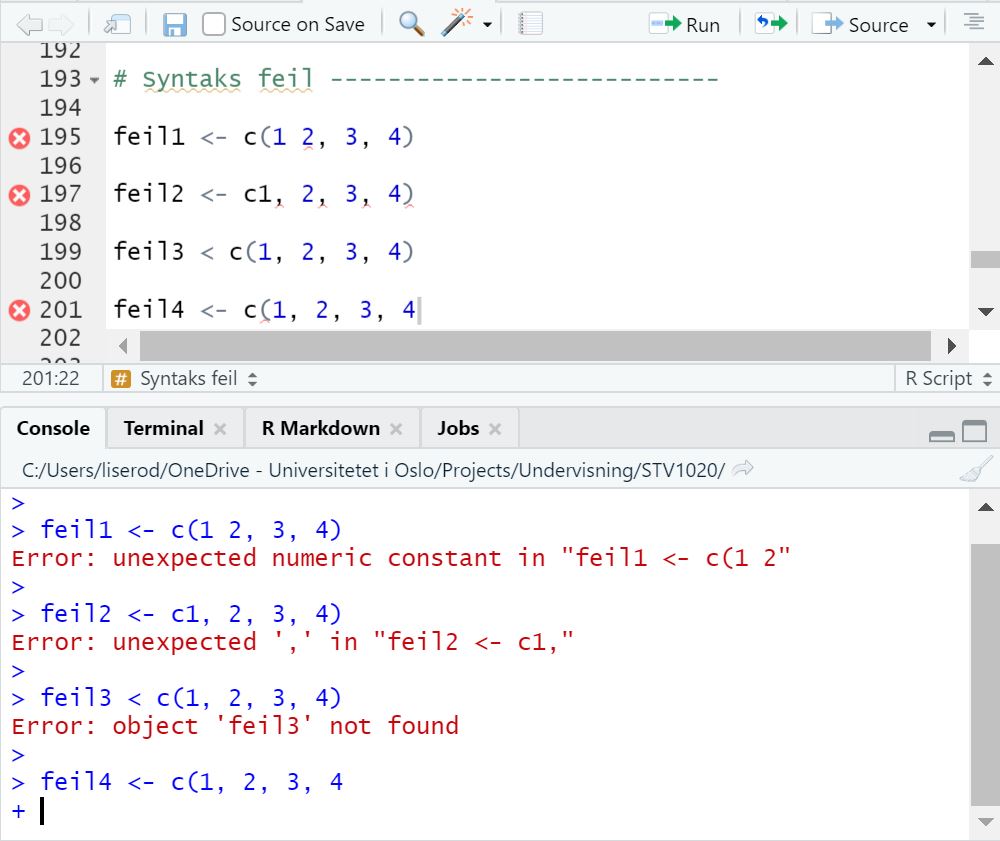 Source on Save
Run
Source
192
193 # Syntaks feil ---------------------------
194
195 feil1 <- c(1 2, 3, 4)
196
197 feil2 <- c1, 2, 3, 4)
198
199 feil3 < c(1, 2, 3, 4)
200
201 feil4 <- c(1, 2, 3, 4
202
203
201:22 # Syntaks feil R Script
Console Terminal R Markdown Jobs
C:/Users/liserod/OneDrive - Universitetet i Oslo/Projects/Undervisning/STV1020/
>
> feil1 <- c(1 2, 3, 4)
Error: unexpected numeric constant in "feil1 <- c(1 2"
>
> feil2 <- c1, 2, 3, 4)
Error: unexpected ',' in "feil2 <- c1,"
>
> feil3 < c(1, 2, 3, 4)
Error: object 'feil3' not found
>
> feil4 <- c(1, 2, 3, 4
+